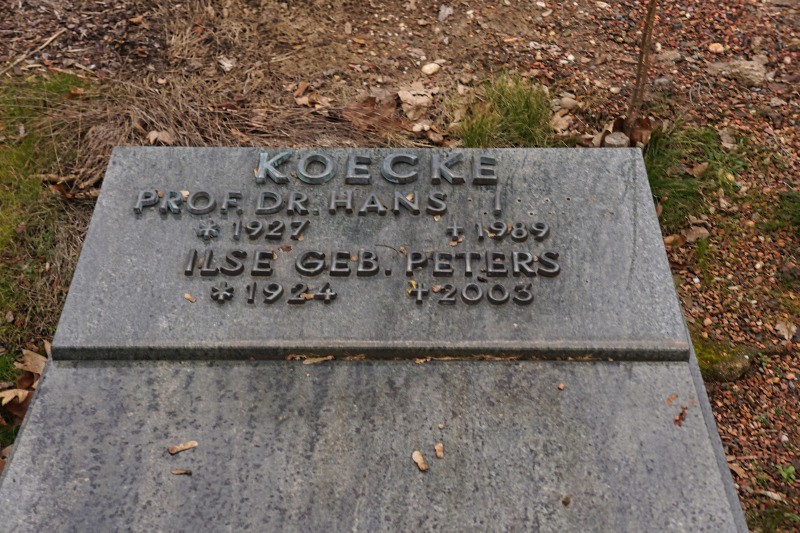 KOECKE
PROF. DR. HANS I
* 1927 † 1989
ILSE GEB. PETERS
* 1924 † 2003